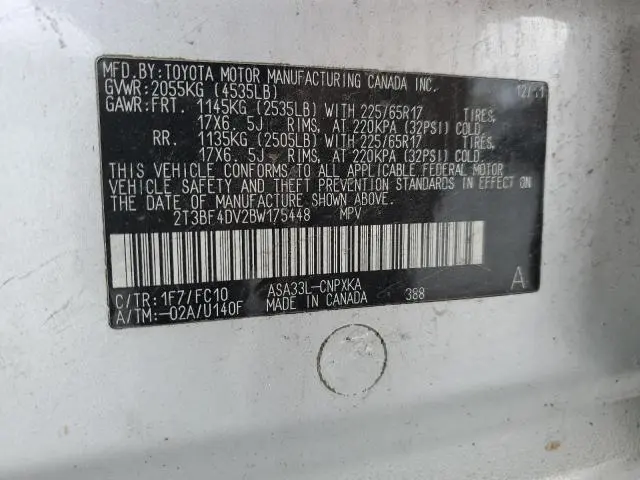 MFD.BY:TOYOTA MOTOR MANUFACTURING CANADA INC.
GVWR:2055KG (4535LB)
GAWR:FRT. 1145KG (2535LB) WITH 225/65R17 TIRES,
17X6. 5J RIMS, AT 220KPA (32PSI) COLD
RR. 1135KG (2505LB) WITH 225/65R17 TIRES,
17X6. 5J RIMS, AT 220KPA (32PSI) COLD.
THIS VEHICLE CONFORMS TO ALL APPLICABLE FEDERAL MOTOR
VEHICLE SAFETY AND THEFT PREVENTION STANDARDS IN EFFECT ON
THE DATE OF MANUFACTURE SHOWN ABOVE.
2T3BF4DV2BW175448 MPV
C/TR:1F7/FC10 ASA33L-CNPXKA A
A/TM:-02A/U140F MADE IN CANADA 388